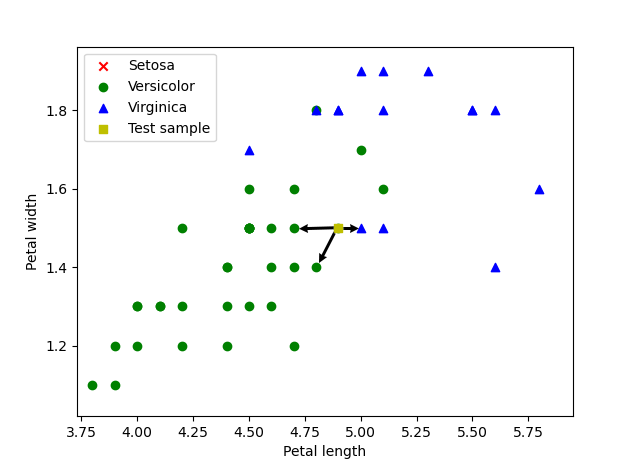 Setosa
Versicolor
Virginica
Test sample
1.8
1.6
1.4
1.2
Petal width
3.75 4.00 4.25 4.50 4.75 5.00 5.25 5.50 5.75
Petal length